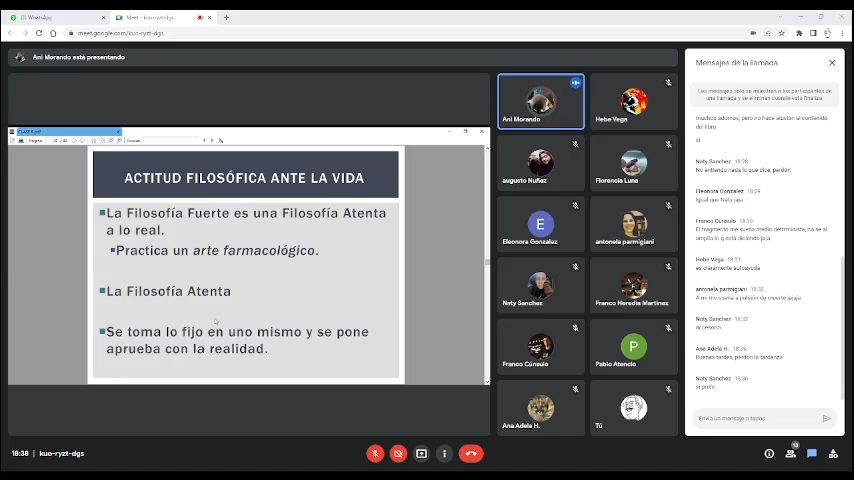 WhatsApp
Meet – kuo-ryzt-dgs
meet.google.com/kuo-ryzt-dgs
Ani Morando está presentando
CLASE 5.pdf
Buscar:
ACTITUD FILOSÓFICA ANTE LA VIDA
La Filosofía Fuerte es una Filosofía Atenta
a lo real.
Practica un arte farmacológico.
La Filosofía Atenta
Se toma lo fijo en uno mismo y se pone
aprueba con la realidad.
Ani Morando
Hebe Vega
augusto Nuñez
Florencia Luna
E
Eleonora Gonzalez
antonela parmigiani
Naty Sanchez
Franco Heredia Martinez
Franco Cúnsulo
P
Pablo Atencio
Ana Adela H.
Tú
Mensajes de la llamada
Los mensajes solo se muestran a los participantes de
una llamada y se eliminan cuando esta finaliza.
muchos adornos, pero no hace alusión al contenido
del libro
si
Naty Sanchez 18:28
No entiendo nada lo que dice, perdón
Eleonora Gonzalez 18:29
Igual que Naty jaja
Franco Cúnsulo 18:30
El fragmento me suena medio detrminista, no se si
amplia lo q está diciendo jaja
Hebe Vega 18:31
es claramente autoayuda
antonela parmigiani 18:32
A mi me suena a pulsión de muerte jajaja
Naty Sanchez 18:33
accesorio
Ana Adela H. 18:35
Buenas tardes, perdón la tardanza
Naty Sanchez 18:36
si profe
Envía un mensaje a todos
18:38 | kuo-ryzt-dgs
13